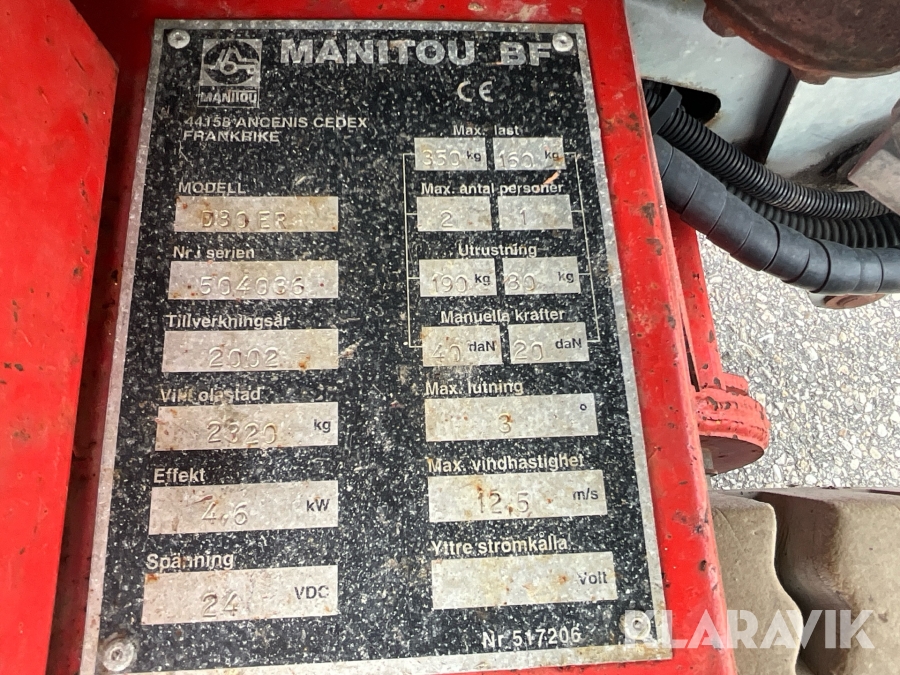 MANITOU BF
MANITOU
CE
44158 ANCENIS CEDEX
FRANKRIKE
MODELL
Nr i serien
Tillverkningsår
2002
Vikt olastad
2320 kg
Effekt
4,6 kW
Spänning
24 VDC
Max. last
350 kg 160 kg
Max. antal personer
2 1
Utrustning
190 kg 80 kg
Manuella krafter
40 daN 20 daN
Max. lutning
3 °
Max. vindhastighet
12,5 m/s
Yttre strömkälla
Volt
Nr 517206
KLARAVIK